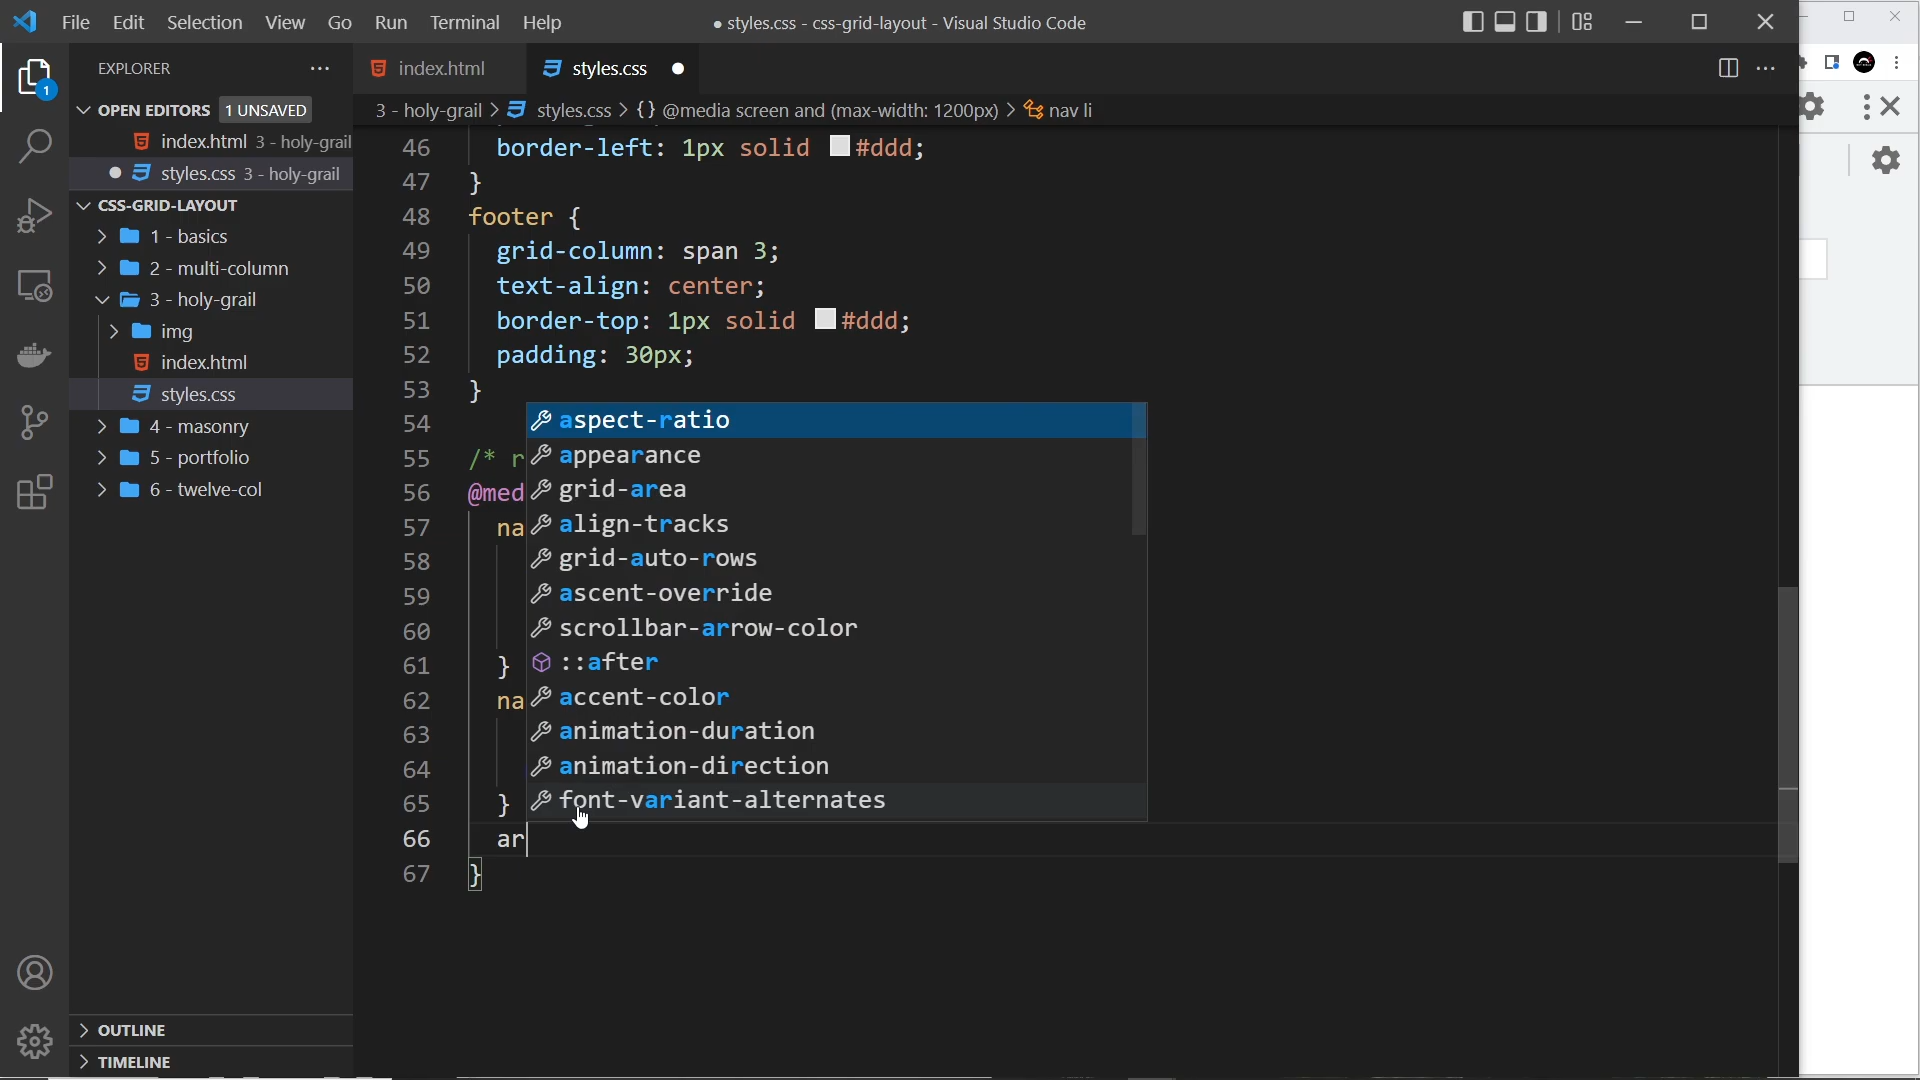 File Edit Selection View Go Run Terminal Help
● styles.css - css-grid-layout - Visual Studio Code
EXPLORER
index.html
styles.css
OPEN EDITORS 1 UNSAVED
1
3 - holy-grail > styles.css > {} @media screen and (max-width: 1200px) > nav li
index.html 3 - holy-grail
styles.css 3 - holy-grail
CSS-GRID-LAYOUT
1 - basics
2 - multi-column
3 - holy-grail
img
index.html
styles.css
4 - masonry
5 - portfolio
6 - twelve-col
OUTLINE
TIMELINE
46 border-left: 1px solid #ddd;
47 }
48 footer {
49 grid-column: span 3;
50 text-align: center;
51 border-top: 1px solid #ddd;
52 padding: 30px;
53 }
54
55 /* r
56 @med
57 na
58
59
60
61 }
62 na
63
64
65 }
66 ar
67 }
aspect-ratio
appearance
grid-area
align-tracks
grid-auto-rows
ascent-override
scrollbar-arrow-color
::after
accent-color
animation-duration
animation-direction
font-variant-alternates